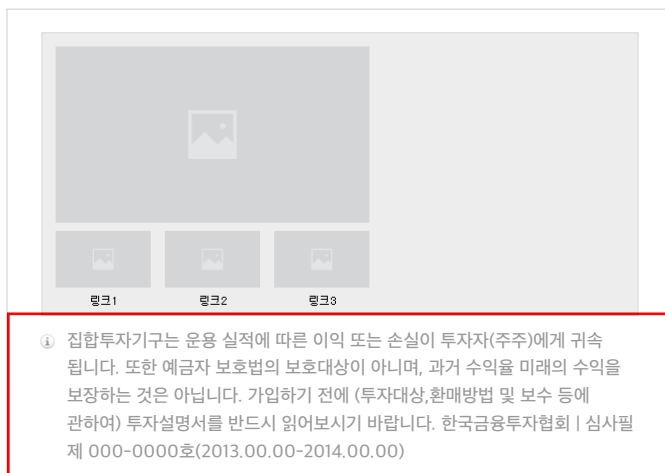 링크1
링크2
링크3
집합투자기구는 운용 실적에 따른 이익 또는 손실이 투자자(주주)에게 귀속
됩니다. 또한 예금자 보호법의 보호대상이 아니며, 과거 수익율 미래의 수익을
보장하는 것은 아닙니다. 가입하기 전에 (투자대상,환매방법 및 보수 등에
관하여) 투자설명서를 반드시 읽어보시기 바랍니다. 한국금융투자협회 | 심사필
제 000-0000호(2013.00.00-2014.00.00)